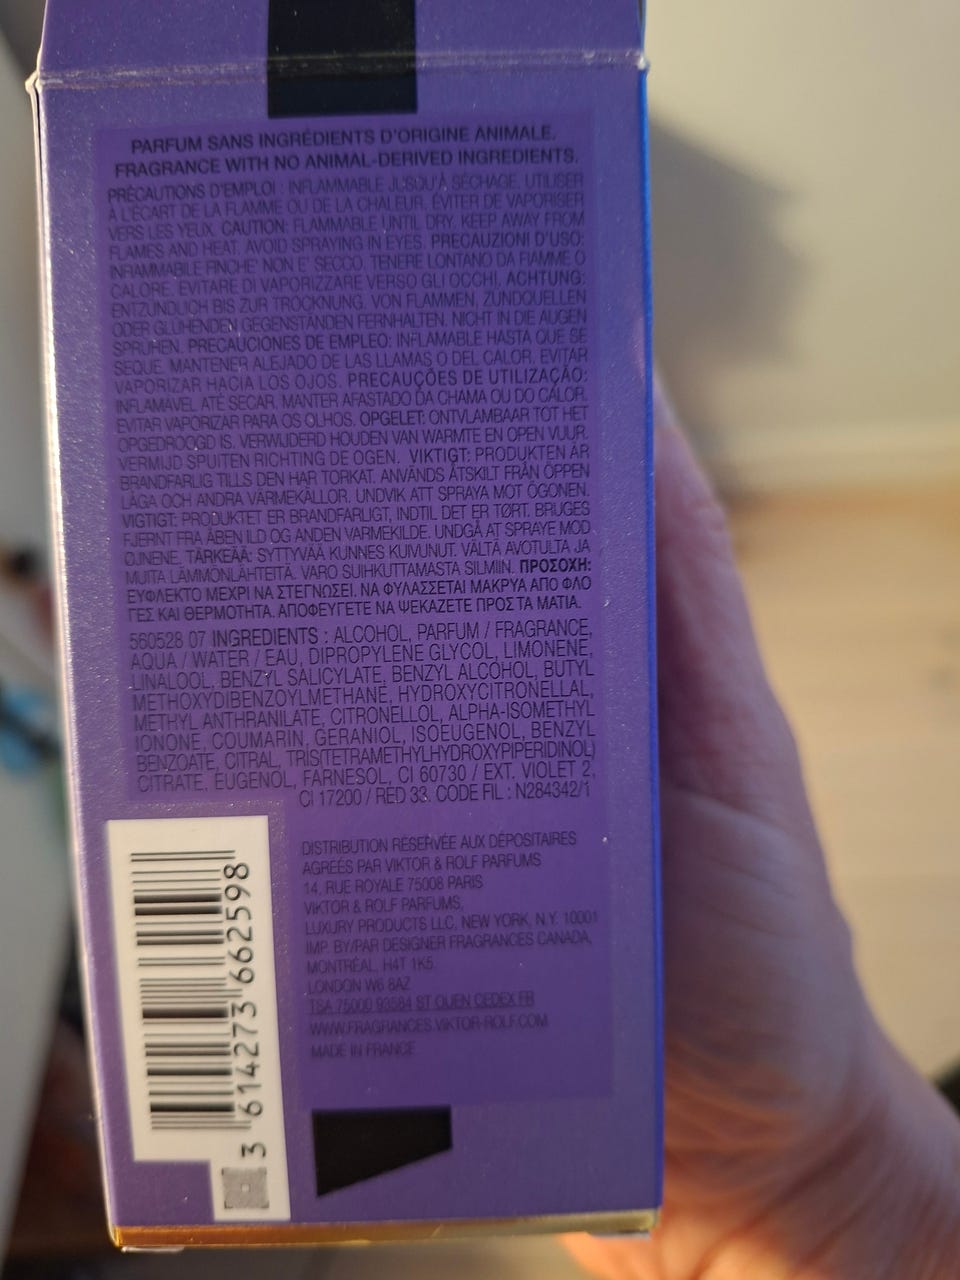 PARFUM SANS INGRÉDIENTS D'ORIGINE ANIMALE.
FRAGRANCE WITH NO ANIMAL-DERIVED INGREDIENTS.
PRÉCAUTIONS D'EMPLOI : INFLAMMABLE JUSQU'À SÉCHAGE. UTILISER
À L'ÉCART DE LA FLAMME OU DE LA CHALEUR. ÉVITER DE VAPORISER
VERS LES YEUX. CAUTION: FLAMMABLE UNTIL DRY. KEEP AWAY FROM
FLAMES AND HEAT. AVOID SPRAYING IN EYES. PRECAUZIONI D'USO:
INFIAMMABILE FINCHE' NON E' SECCO. TENERE LONTANO DA FIAMME O
CALORE. EVITARE DI VAPORIZZARE VERSO GLI OCCHI. ACHTUNG:
ENTZÜNDLICH BIS ZUR TROCKNUNG. VON FLAMMEN, ZÜNDQUELLEN
ODER GLÜHENDEN GEGENSTÄNDEN FERNHALTEN. NICHT IN DIE AUGEN
SPRÜHEN. PRECAUCIONES DE EMPLEO: INFLAMABLE HASTA QUE SE
SEQUE. MANTENER ALEJADO DE LAS LLAMAS O DEL CALOR. EVITAR
VAPORIZAR HACIA LOS OJOS. PRECAUÇÕES DE UTILIZAÇÃO:
INFLAMÁVEL ATÉ SECAR. MANTER AFASTADO DA CHAMA OU DO CALOR.
EVITAR VAPORIZAR PARA OS OLHOS. OPGELET: ONTVLAMBAAR TOT HET
OPGEDROOGD IS. VERWIJDERD HOUDEN VAN WARMTE EN OPEN VUUR.
VERMIJD SPUITEN RICHTING DE OGEN. VIKTIGT: PRODUKTEN ÄR
BRANDFARLIG TILLS DEN HAR TORKAT. ANVÄNDS ÅTSKILT FRÅN ÖPPEN
LÅGA OCH ANDRA VÄRMEKÄLLOR. UNDVIK ATT SPRAYA MOT ÖGONEN.
VIGTIGT: PRODUKTET ER BRANDFARLIGT, INDTIL DET ER TØRT. BRUGES
FJERNT FRA ÅBEN ILD OG ANDEN VARMEKILDE. UNDGÅ AT SPRAYE MOD
ØJNENE. TÄRKEÄÄ: SYTTYVÄÄ KUNNES KUIVUNUT. VÄLTÄ AVOTULTA JA
MUITA LÄMMÖNLÄHTEITÄ. VARO SUIHKUTTAMASTA SILMIIN. ΠΡΟΣΟΧΗ:
ΕΥΦΛΕΚΤΟ ΜΕΧΡΙ ΝΑ ΣΤΕΓΝΩΣΕΙ. ΝΑ ΦΥΛΑΣΣΕΤΑΙ ΜΑΚΡΥΑ ΑΠΟ ΦΛΟ
ΓΕΣ ΚΑΙ ΘΕΡΜΟΤΗΤΑ. ΑΠΟΦΕΥΓΕΤΕ ΝΑ ΨΕΚΑΖΕΤΕ ΠΡΟΣ ΤΑ ΜΑΤΙΑ.
560528 07 INGREDIENTS : ALCOHOL, PARFUM / FRAGRANCE,
AQUA / WATER / EAU, DIPROPYLENE GLYCOL, LIMONENE,
LINALOOL, BENZYL SALICYLATE, BENZYL ALCOHOL, BUTYL
METHOXYDIBENZOYLMETHANE, HYDROXYCITRONELLAL,
METHYL ANTHRANILATE, CITRONELLOL, ALPHA-ISOMETHYL
IONONE, COUMARIN, GERANIOL, ISOEUGENOL, BENZYL
BENZOATE, CITRAL, TRIS(TETRAMETHYLHYDROXYPIPERIDINOL)
CITRATE, EUGENOL, FARNESOL, CI 60730 / EXT. VIOLET 2,
CI 17200 / RED 33. CODE FIL : N284342/1
DISTRIBUTION RÉSERVÉE AUX DÉPOSITAIRES
AGRÉÉS PAR VIKTOR & ROLF PARFUMS
14, RUE ROYALE 75008 PARIS
VIKTOR & ROLF PARFUMS,
LUXURY PRODUCTS LLC, NEW YORK, N.Y. 10001
IMP. BY/PAR DESIGNER FRAGRANCES CANADA,
MONTRÉAL, H4T 1K5
LONDON W6 8AZ
TSA 75000 93584 ST OUEN CEDEX FR
WWW.FRAGRANCES.VIKTOR-ROLF.COM
MADE IN FRANCE
3 614273 662598